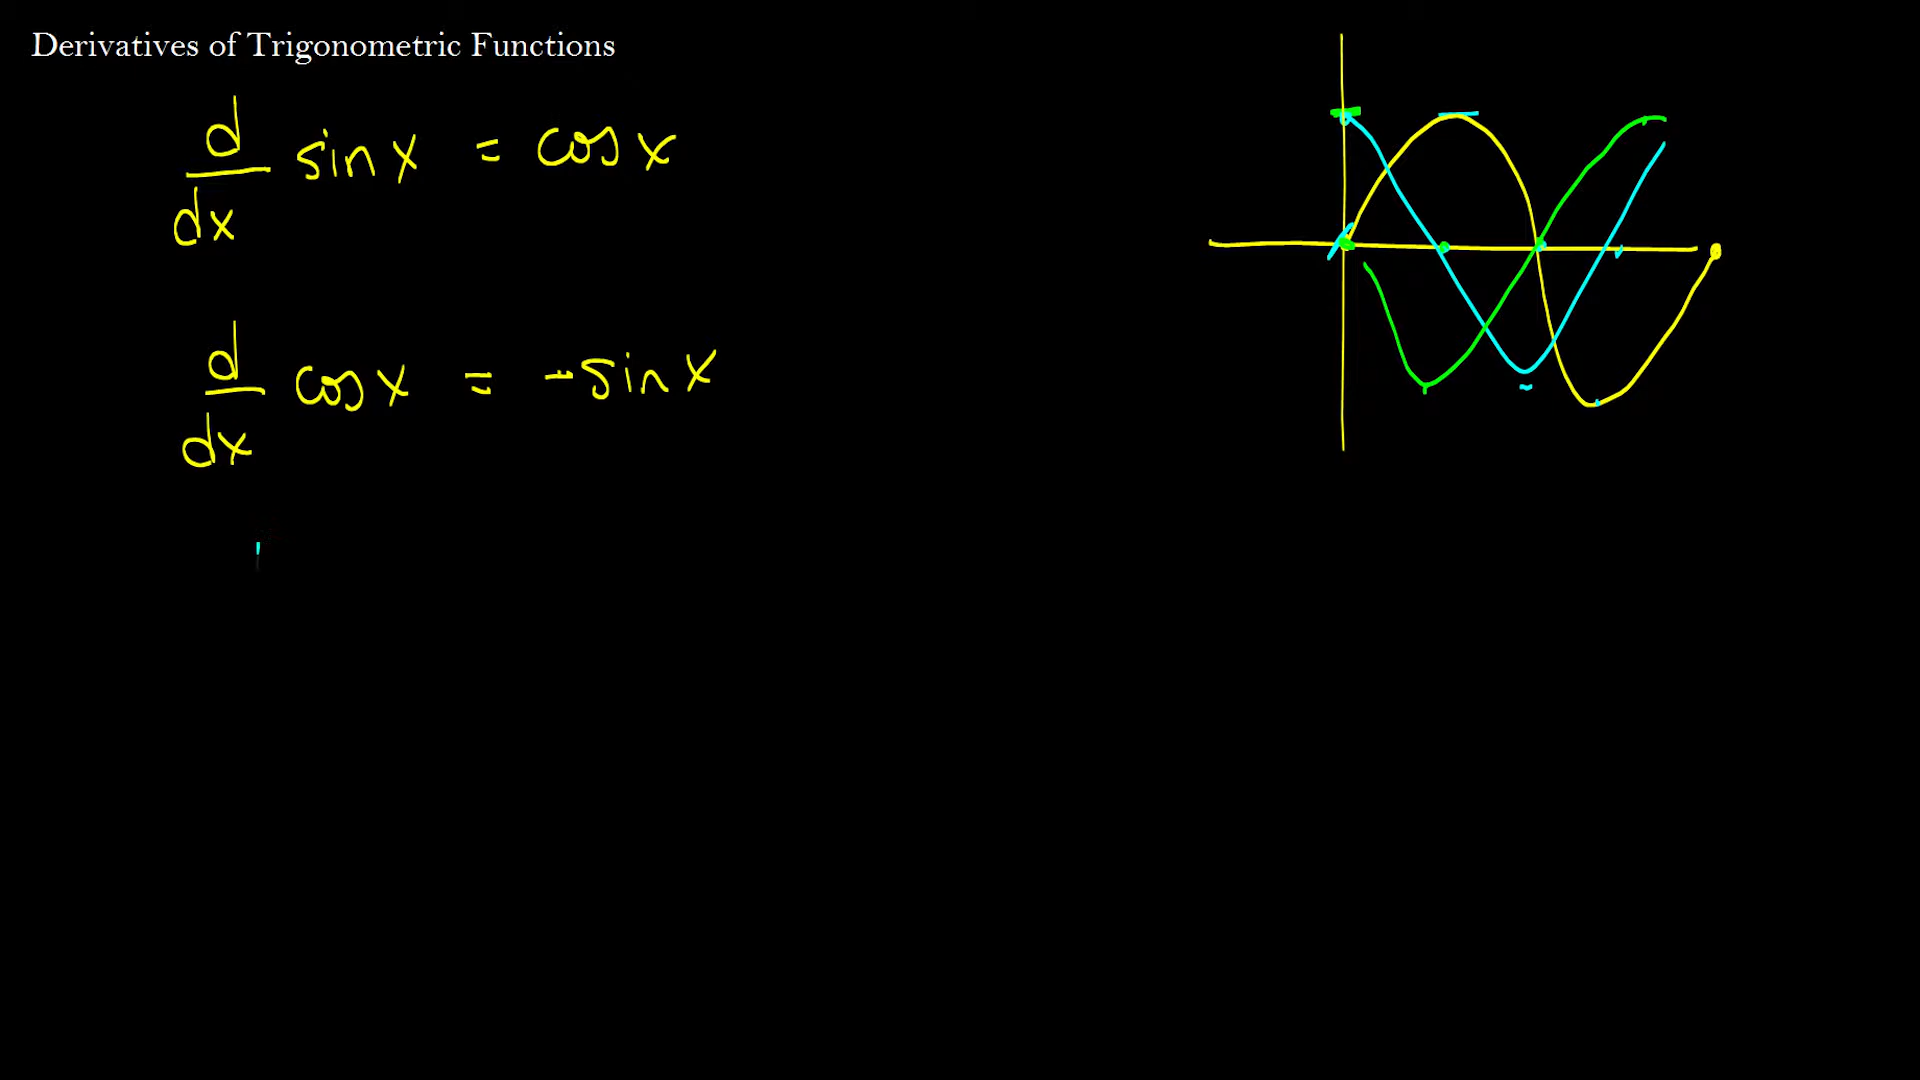 Derivatives of Trigonometric Functions
d/dx sin x = cos x
d/dx cos x = -sin x